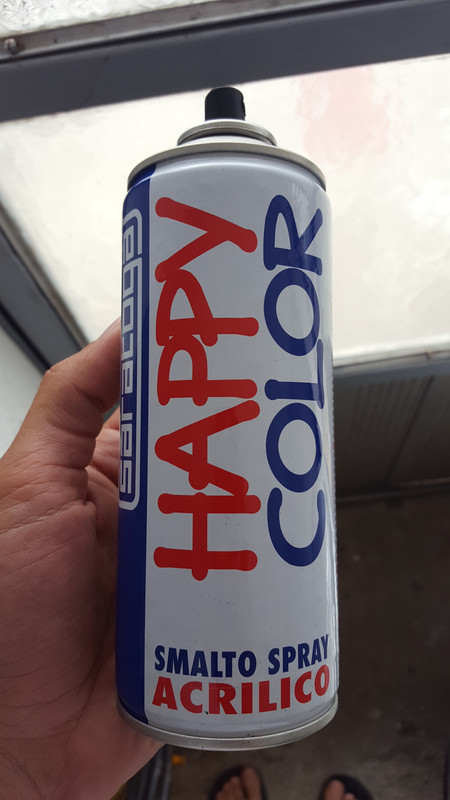 saratoga
HAPPY
COLOR
SMALTO SPRAY
ACRILICO